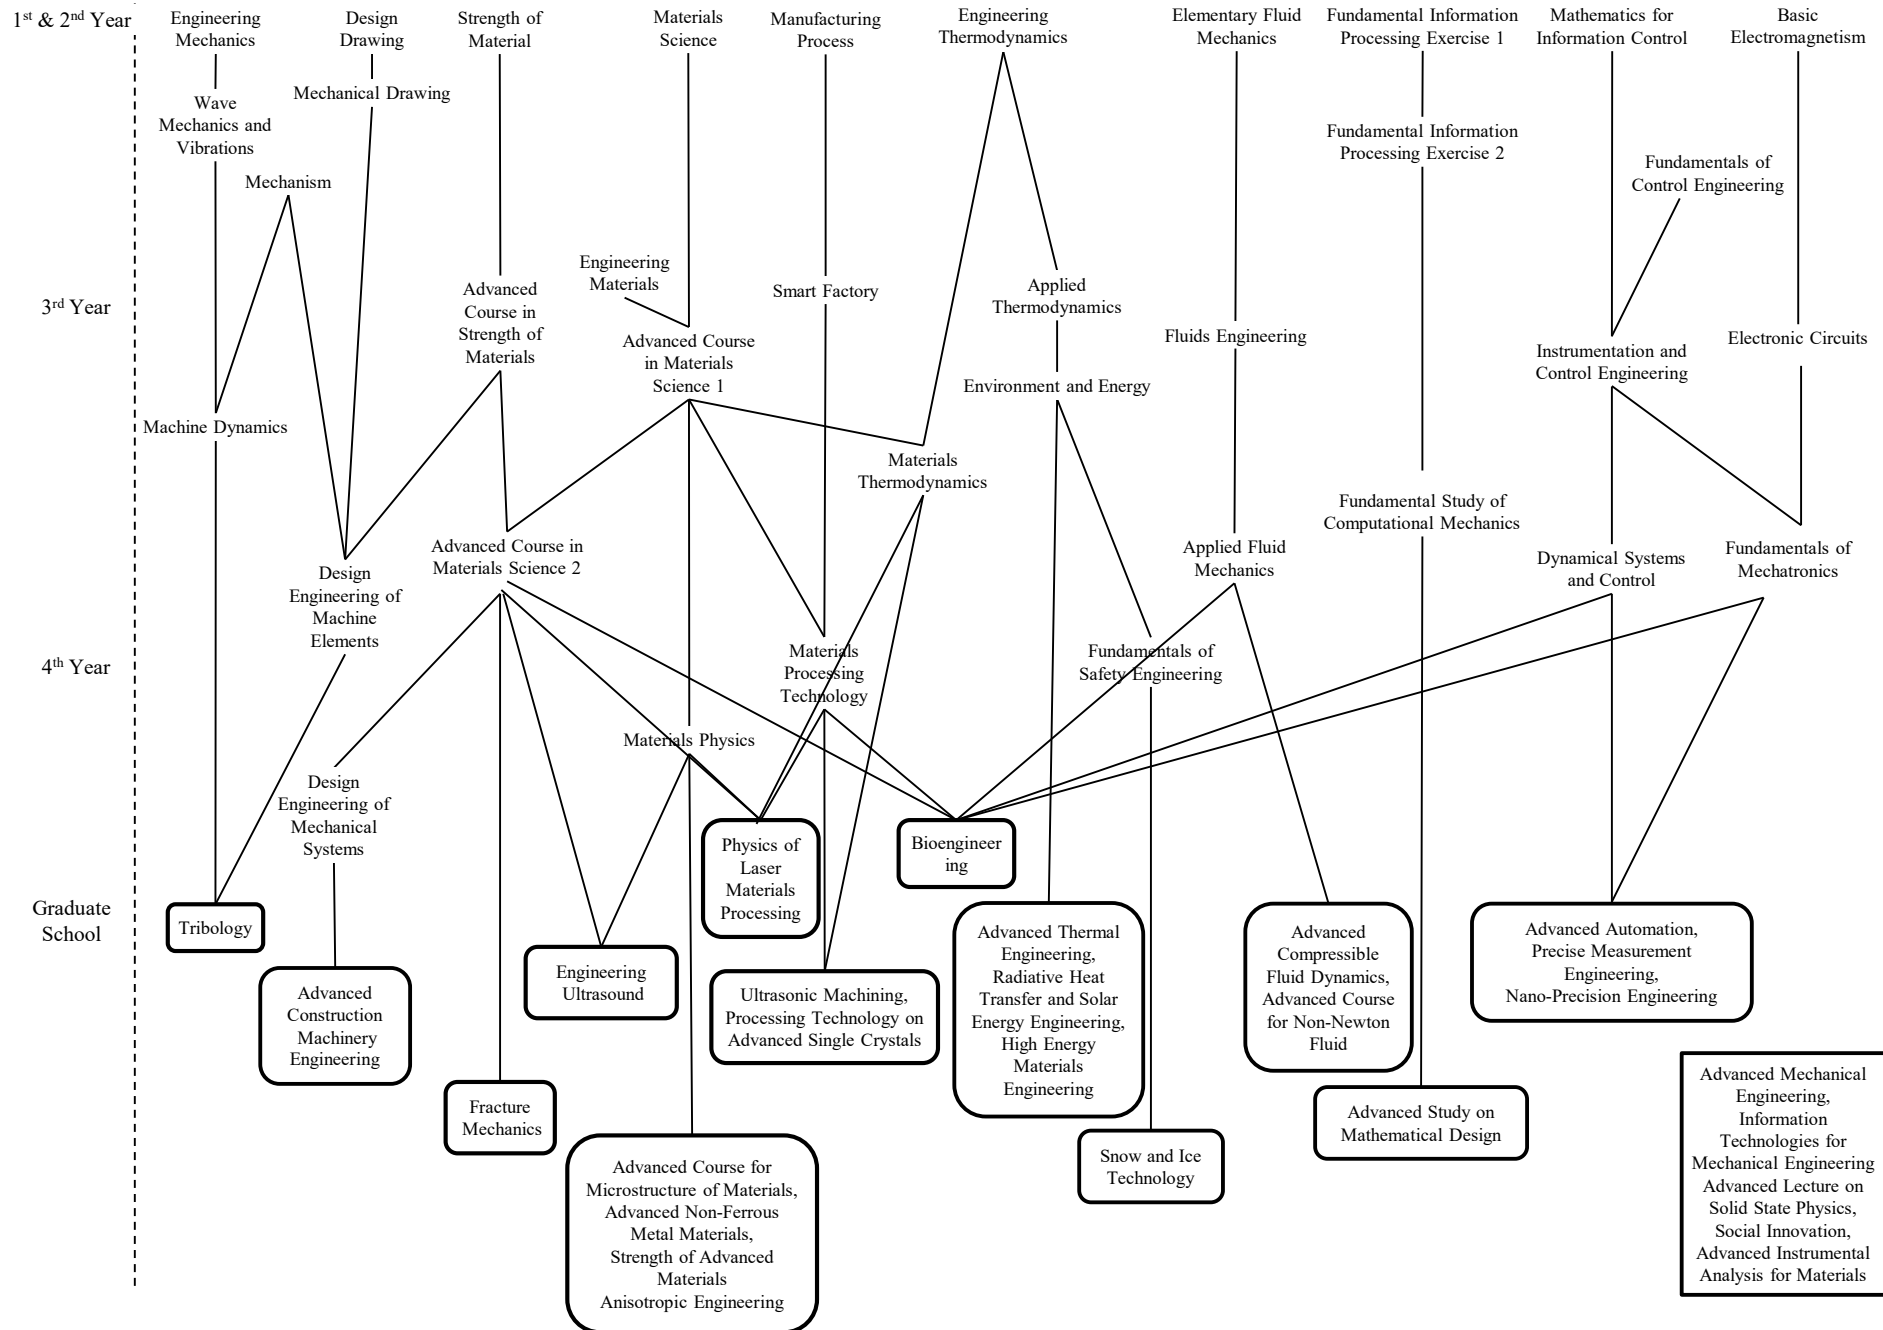 1st & 2nd Year
Engineering
Mechanics
Design
Drawing
Strength of
Material
Materials
Science
Manufacturing
Process
Engineering
Thermodynamics
Elementary Fluid
Mechanics
Fundamental Information
Processing Exercise 1
Mathematics for
Information Control
Basic
Electromagnetism
Wave
Mechanics and
Vibrations
Mechanical Drawing
Fundamental Information
Processing Exercise 2
Mechanism
Fundamentals of
Control Engineering
3rd Year
Advanced
Course in
Strength of
Materials
Engineering
Materials
Advanced Course
in Materials
Science 1
Smart Factory
Applied
Thermodynamics
Fluids Engineering
Environment and Energy
Instrumentation and
Control Engineering
Electronic Circuits
Machine Dynamics
Materials
Thermodynamics
Fundamental Study of
Computational Mechanics
Advanced Course in
Materials Science 2
Applied Fluid
Mechanics
Dynamical Systems
and Control
Fundamentals of
Mechatronics
4th Year
Design
Engineering of
Machine
Elements
Materials
Processing
Technology
Fundamentals of
Safety Engineering
Materials Physics
Design
Engineering of
Mechanical
Systems
Graduate
School
Tribology
Advanced
Construction
Machinery
Engineering
Fracture
Mechanics
Engineering
Ultrasound
Advanced Course for
Microstructure of Materials,
Advanced Non-Ferrous
Metal Materials,
Strength of Advanced
Materials
Anisotropic Engineering
Physics of
Laser
Materials
Processing
Ultrasonic Machining,
Processing Technology on
Advanced Single Crystals
Bioengineer
ing
Advanced Thermal
Engineering,
Radiative Heat
Transfer and Solar
Energy Engineering,
High Energy
Materials
Engineering
Snow and Ice
Technology
Advanced
Compressible
Fluid Dynamics,
Advanced Course
for Non-Newton
Fluid
Advanced Study on
Mathematical Design
Advanced Automation,
Precise Measurement
Engineering,
Nano-Precision Engineering
Advanced Mechanical
Engineering,
Information
Technologies for
Mechanical Engineering
Advanced Lecture on
Solid State Physics,
Social Innovation,
Advanced Instrumental
Analysis for Materials